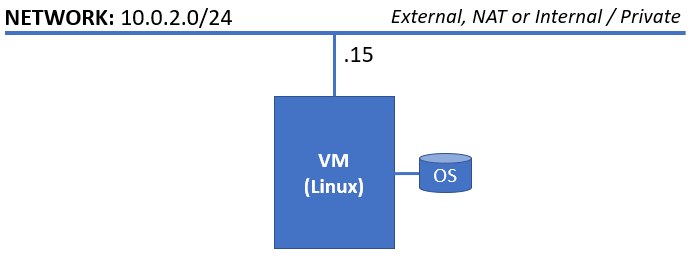 NETWORK: 10.0.2.0/24
External, NAT or Internal / Private
.15
VM
(Linux)
OS